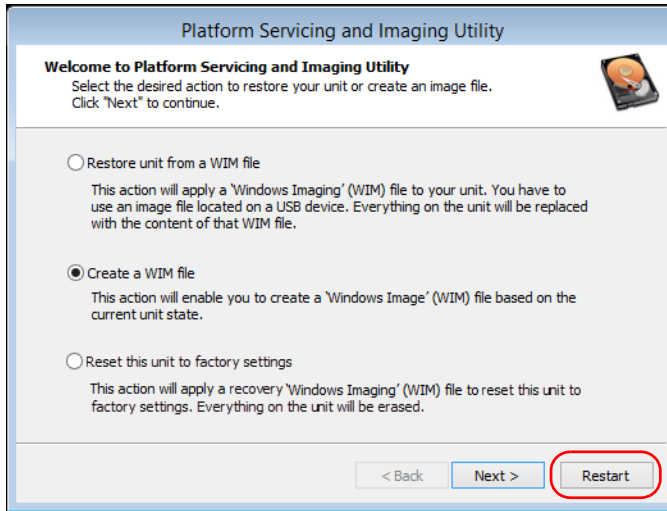 Platform Servicing and Imaging Utility
Welcome to Platform Servicing and Imaging Utility
Select the desired action to restore your unit or create an image file.
Click "Next" to continue.
Restore unit from a WIM file
This action will apply a 'Windows Imaging' (WIM) file to your unit. You have to
use an image file located on a USB device. Everything on the unit will be replaced
with the content of that WIM file.
Create a WIM file
This action will enable you to create a 'Windows Image' (WIM) file based on the
current unit state.
Reset this unit to factory settings
This action will apply a recovery 'Windows Imaging' (WIM) file to reset this unit to
factory settings. Everything on the unit will be erased.
< Back Next > Restart